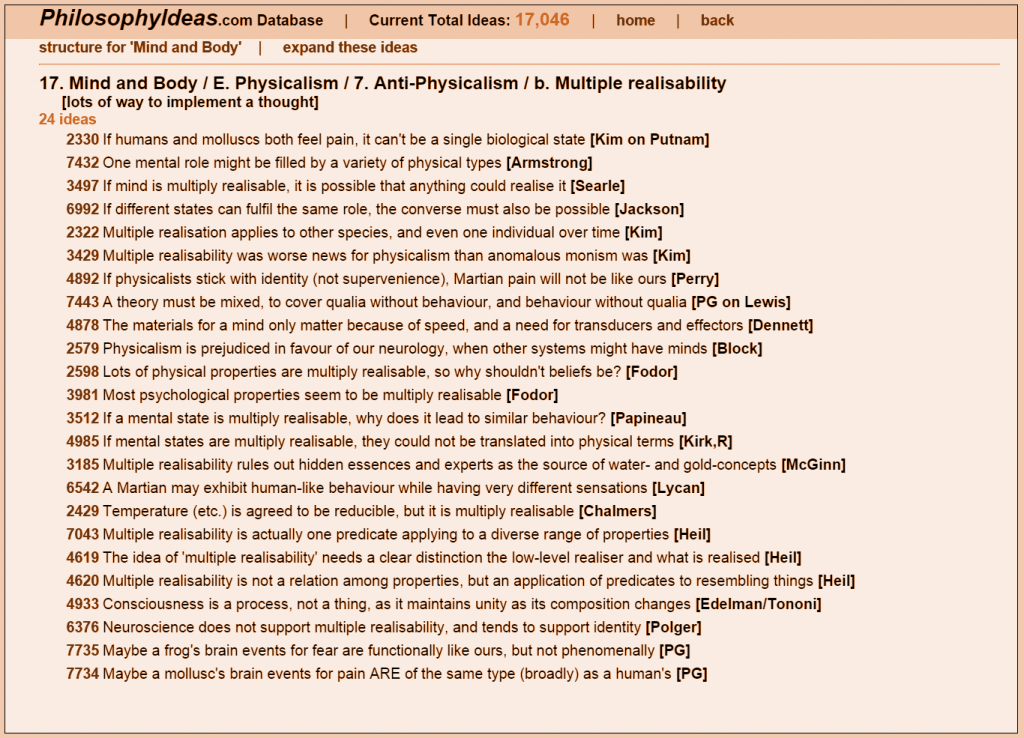 PhilosophyIdeas.com Database | Current Total Ideas: 17,046 | home | back
structure for 'Mind and Body' | expand these ideas
17. Mind and Body / E. Physicalism / 7. Anti-Physicalism / b. Multiple realisability
[lots of way to implement a thought]
24 ideas
2330 If humans and molluscs both feel pain, it can't be a single biological state [Kim on Putnam]
7432 One mental role might be filled by a variety of physical types [Armstrong]
3497 If mind is multiply realisable, it is possible that anything could realise it [Searle]
6992 If different states can fulfil the same role, the converse must also be possible [Jackson]
2322 Multiple realisation applies to other species, and even one individual over time [Kim]
3429 Multiple realisability was worse news for physicalism than anomalous monism was [Kim]
4892 If physicalists stick with identity (not supervenience), Martian pain will not be like ours [Perry]
7443 A theory must be mixed, to cover qualia without behaviour, and behaviour without qualia [PG on Lewis]
4878 The materials for a mind only matter because of speed, and a need for transducers and effectors [Dennett]
2579 Physicalism is prejudiced in favour of our neurology, when other systems might have minds [Block]
2598 Lots of physical properties are multiply realisable, so why shouldn't beliefs be? [Fodor]
3981 Most psychological properties seem to be multiply realisable [Fodor]
3512 If a mental state is multiply realisable, why does it lead to similar behaviour? [Papineau]
4985 If mental states are multiply realisable, they could not be translated into physical terms [Kirk,R]
3185 Multiple realisability rules out hidden essences and experts as the source of water- and gold-concepts [McGinn]
6542 A Martian may exhibit human-like behaviour while having very different sensations [Lycan]
2429 Temperature (etc.) is agreed to be reducible, but it is multiply realisable [Chalmers]
7043 Multiple realisability is actually one predicate applying to a diverse range of properties [Heil]
4619 The idea of 'multiple realisability' needs a clear distinction the low-level realiser and what is realised [Heil]
4620 Multiple realisability is not a relation among properties, but an application of predicates to resembling things [Heil]
4933 Consciousness is a process, not a thing, as it maintains unity as its composition changes [Edelman/Tononi]
6376 Neuroscience does not support multiple realisability, and tends to support identity [Polger]
7735 Maybe a frog's brain events for fear are functionally like ours, but not phenomenally [PG]
7734 Maybe a mollusc's brain events for pain ARE of the same type (broadly) as a human's [PG]